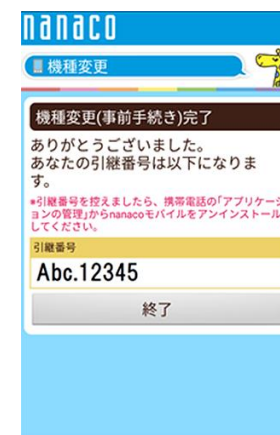 nanaco
機種変更
機種変更(事前手続き)完了
ありがとうございました。
あなたの引継番号は以下になりま
す。
*引継番号を控えましたら、携帯電話の「アプリケーシ
ョンの管理」からnanacoモバイルをアンインストール
してください。
引継番号
Abc.12345
終了